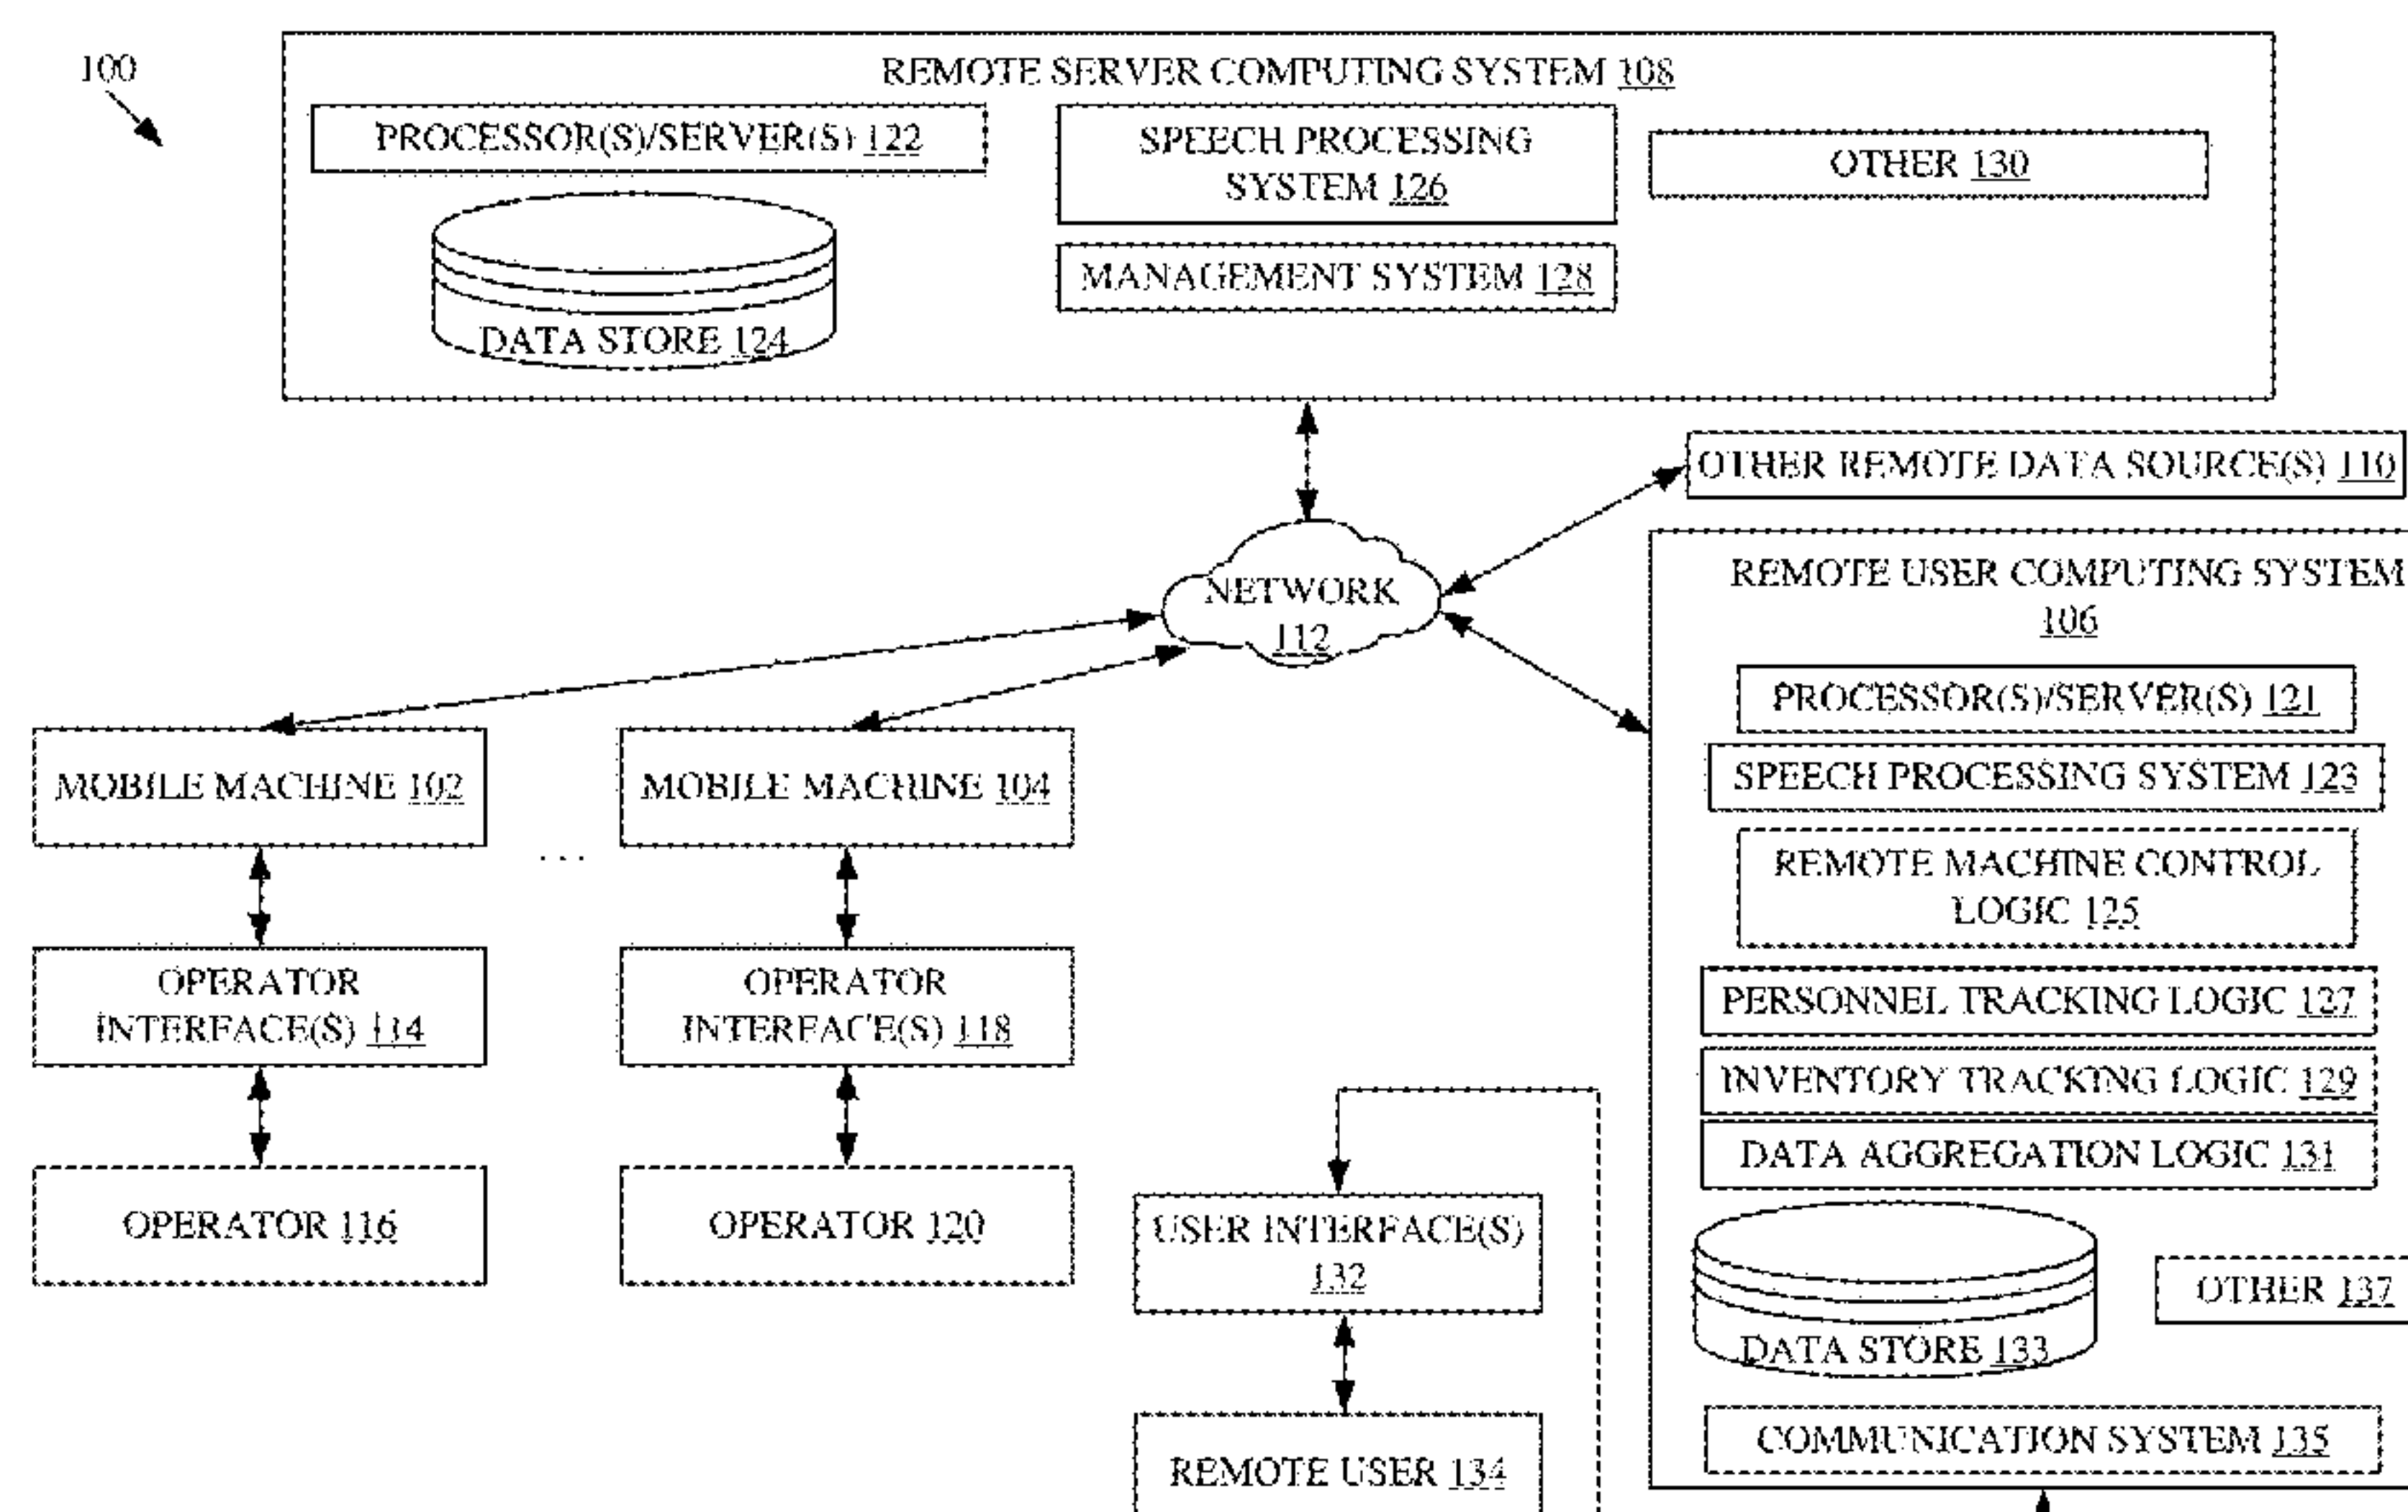 100
REMOTE SERVER COMPUTING SYSTEM 108
PROCESSOR(S)/SERVER(S) 122
DATA STORE 124
SPEECH PROCESSING
SYSTEM 126
MANAGEMENT SYSTEM 128
OTHER 130
OTHER REMOTE DATA SOURCE(S) 110
NETWORK
112
MOBILE MACHINE 102
...
MOBILE MACHINE 104
OPERATOR
INTERFACE(S) 114
OPERATOR
INTERFACE(S) 118
OPERATOR 116
OPERATOR 120
USER INTERFACE(S)
132
REMOTE USER 134
REMOTE USER COMPUTING SYSTEM
106
PROCESSOR(S)/SERVER(S) 121
SPEECH PROCESSING SYSTEM 123
REMOTE MACHINE CONTROL
LOGIC 125
PERSONNEL TRACKING LOGIC 127
INVENTORY TRACKING LOGIC 129
DATA AGGREGATION LOGIC 131
DATA STORE 133
OTHER 137
COMMUNICATION SYSTEM 135